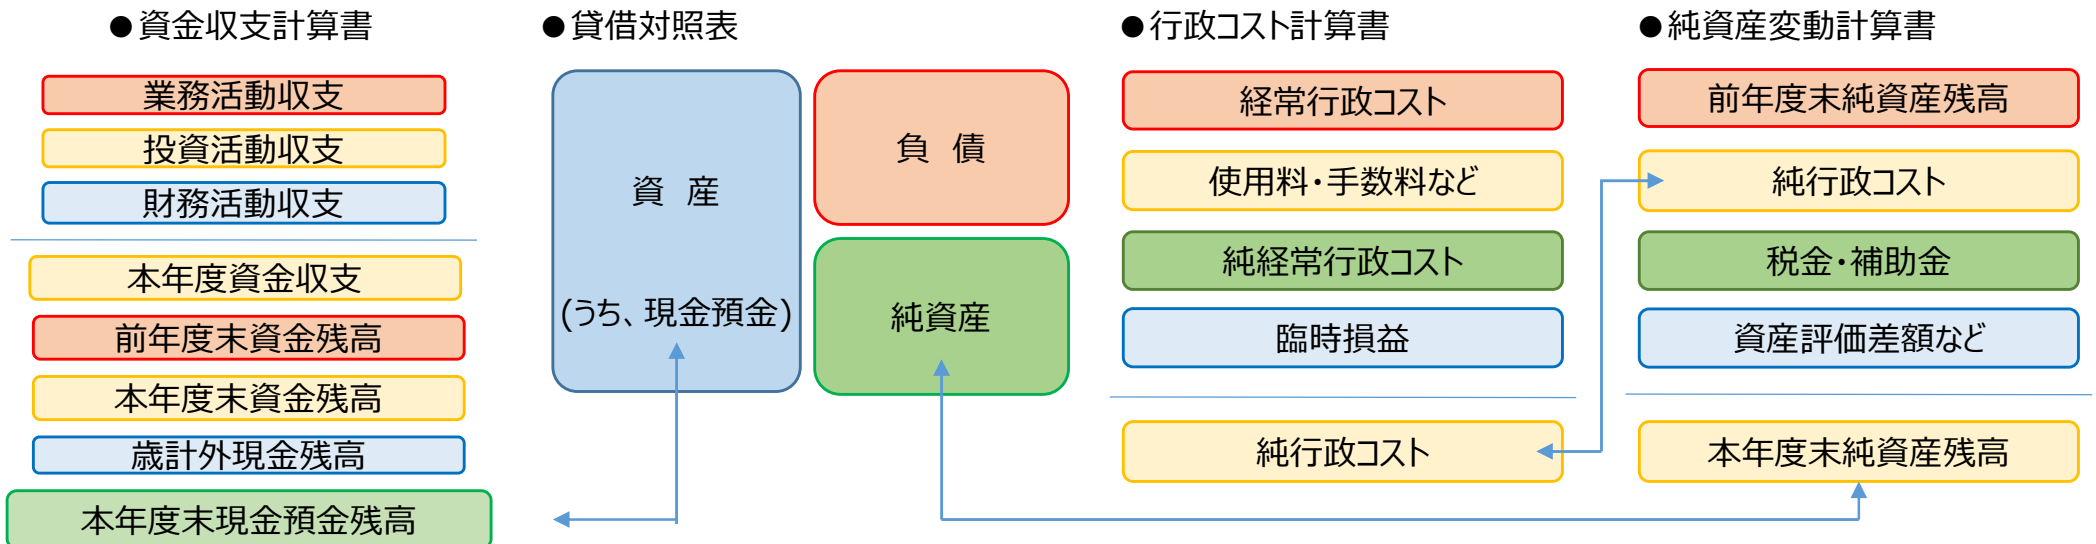 ●資金収支計算書
業務活動収支
投資活動収支
財務活動収支
本年度資金収支
前年度末資金残高
本年度末資金残高
歳計外現金残高
本年度末現金預金残高
●貸借対照表
資 産
(うち、現金預金)
負 債
純資産
●行政コスト計算書
経常行政コスト
使用料・手数料など
純経常行政コスト
臨時損益
純行政コスト
●純資産変動計算書
前年度末純資産残高
純行政コスト
税金・補助金
資産評価差額など
本年度末純資産残高